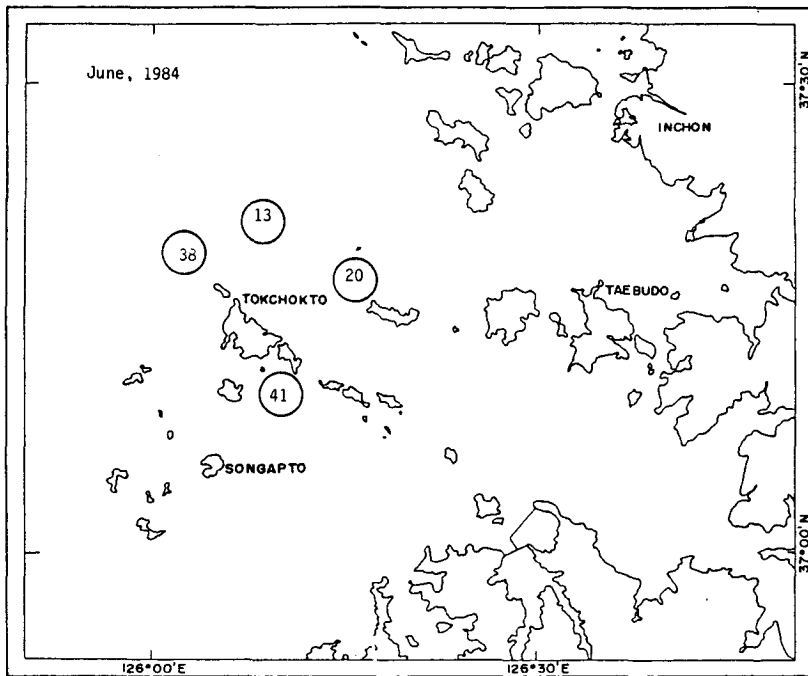 June, 1984
37°30'N
INCHON
13
38
20
TAEBUDO
TOKCHOKTO
41
SONGAPTO
37°00'N
126°00'E
126°30'E